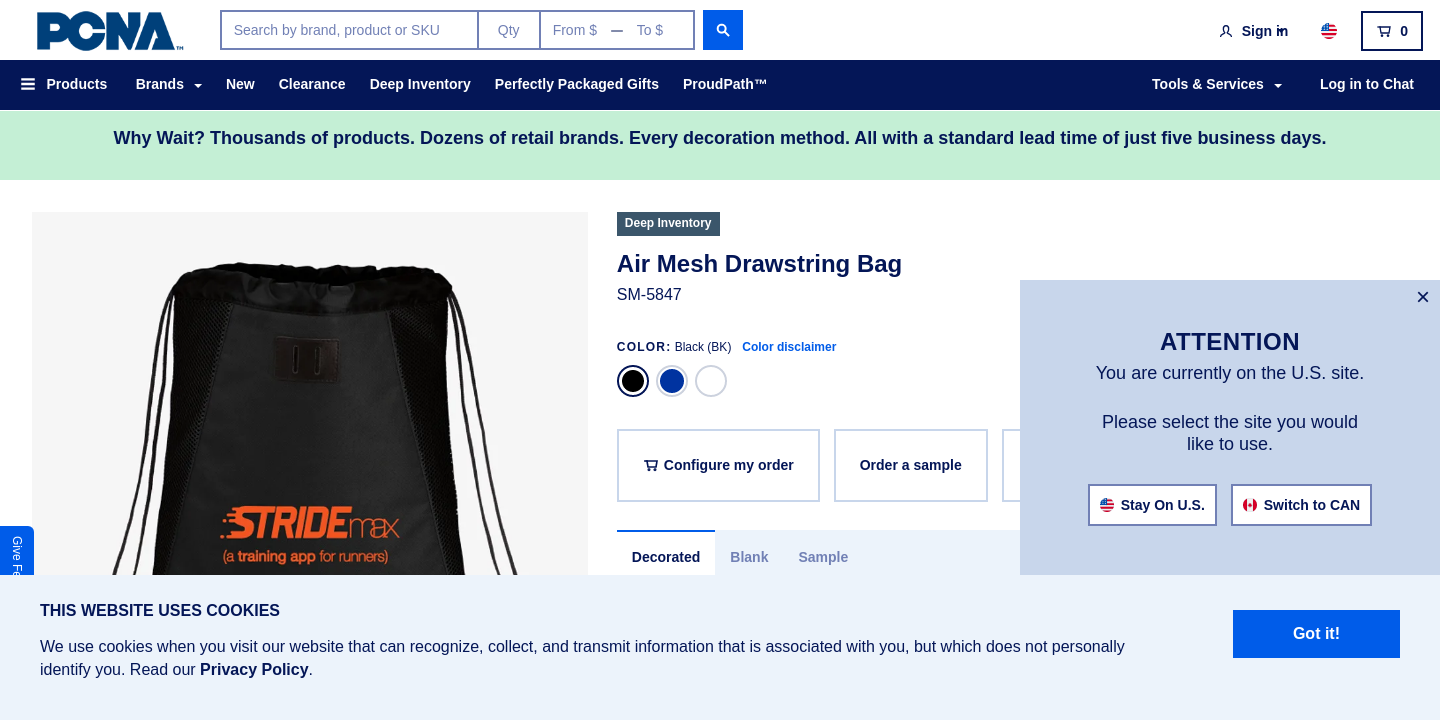 PCNA™
Search by brand, product or SKU
Qty
From $ — To $
Sign in
0
Products
Brands
New
Clearance
Deep Inventory
Perfectly Packaged Gifts
ProudPath™
Tools & Services
Log in to Chat
Why Wait? Thousands of products. Dozens of retail brands. Every decoration method. All with a standard lead time of just five business days.
Deep Inventory
Air Mesh Drawstring Bag
SM-5847
COLOR: Black (BK) Color disclaimer
Configure my order
Order a sample
Decorated
Blank
Sample
STRIDEmax
(a training app for runners)
×
ATTENTION
You are currently on the U.S. site.
Please select the site you would
like to use.
Stay On U.S.
Switch to CAN
Give Fe
THIS WEBSITE USES COOKIES
We use cookies when you visit our website that can recognize, collect, and transmit information that is associated with you, but which does not personally
identify you. Read our Privacy Policy.
Got it!